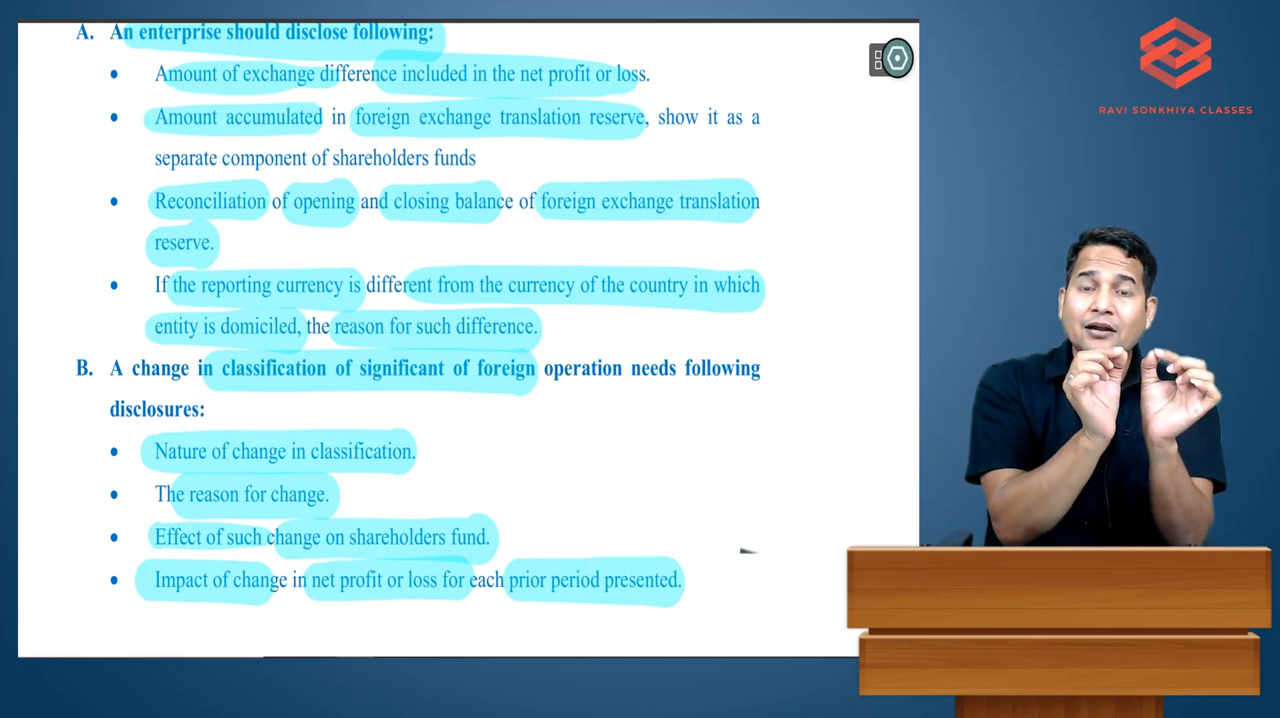 A. An enterprise should disclose following:
• Amount of exchange difference included in the net profit or loss.
• Amount accumulated in foreign exchange translation reserve, show it as a
separate component of shareholders funds
• Reconciliation of opening and closing balance of foreign exchange translation
reserve.
• If the reporting currency is different from the currency of the country in which
entity is domiciled, the reason for such difference.
B. A change in classification of significant of foreign operation needs following
disclosures:
• Nature of change in classification.
• The reason for change.
• Effect of such change on shareholders fund.
• Impact of change in net profit or loss for each prior period presented.
RAVI SONKHIYA CLASSES